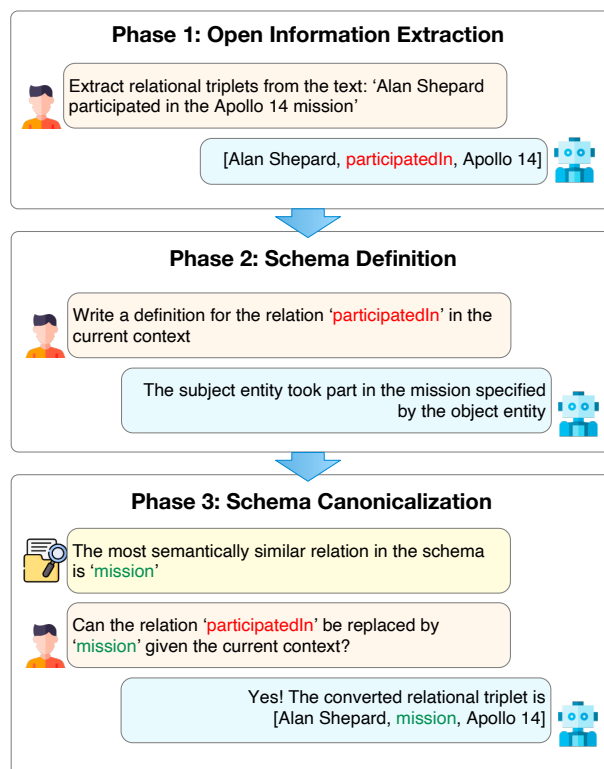 Phase 1: Open Information Extraction
Extract relational triplets from the text: ‘Alan Shepard
participated in the Apollo 14 mission’
[Alan Shepard, participatedIn, Apollo 14]
Phase 2: Schema Definition
Write a definition for the relation ‘participatedIn’ in the
current context
The subject entity took part in the mission specified
by the object entity
Phase 3: Schema Canonicalization
The most semantically similar relation in the schema
is ‘mission’
Can the relation ‘participatedIn’ be replaced by
‘mission’ given the current context?
Yes! The converted relational triplet is
[Alan Shepard, mission, Apollo 14]